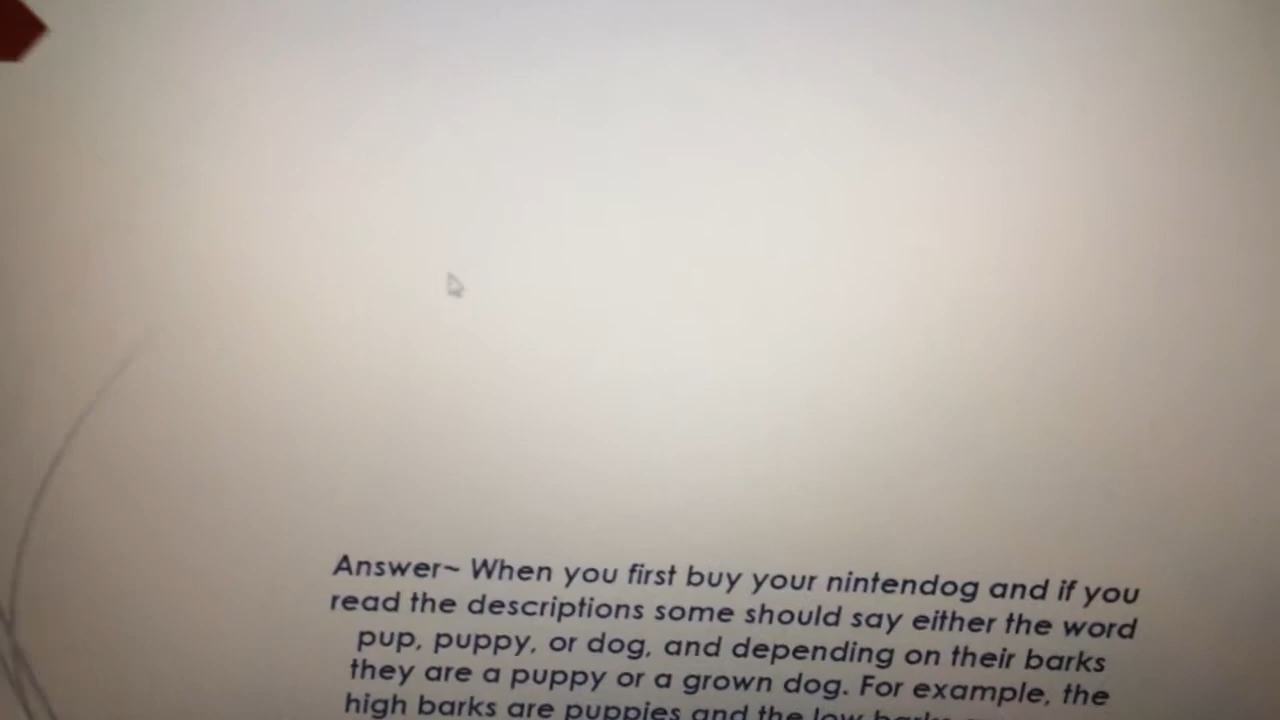 Answer~ When you first buy your nintendog and if you
read the descriptions some should say either the word
pup, puppy, or dog, and depending on their barks
they are a puppy or a grown dog. For example, the
high barks are puppies and the low barks